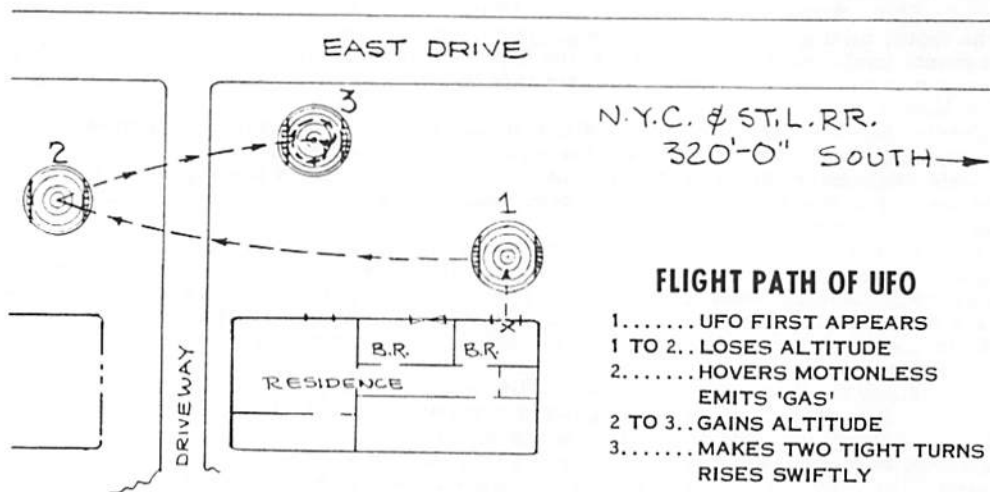 EAST DRIVE
3
N.Y.C. & ST.L.RR.
320'-0" SOUTH
2
1
FLIGHT PATH OF UFO
1.......UFO FIRST APPEARS
1 TO 2..LOSES ALTITUDE
2.......HOVERS MOTIONLESS
EMITS 'GAS'
2 TO 3..GAINS ALTITUDE
3.......MAKES TWO TIGHT TURNS
RISES SWIFTLY
B.R.
B.R.
RESIDENCE
DRIVEWAY